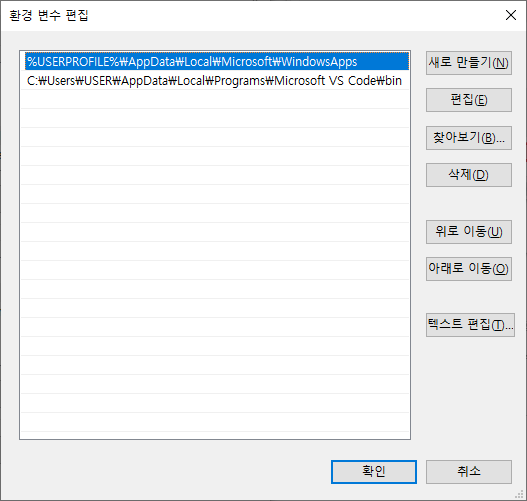 환경 변수 편집
%USERPROFILE%₩AppData₩Local₩Microsoft₩WindowsApps
C:₩Users₩USER₩AppData₩Local₩Programs₩Microsoft VS Code₩bin
새로 만들기(N)
편집(E)
찾아보기(B)...
삭제(D)
위로 이동(U)
아래로 이동(O)
텍스트 편집(T)...
확인
취소